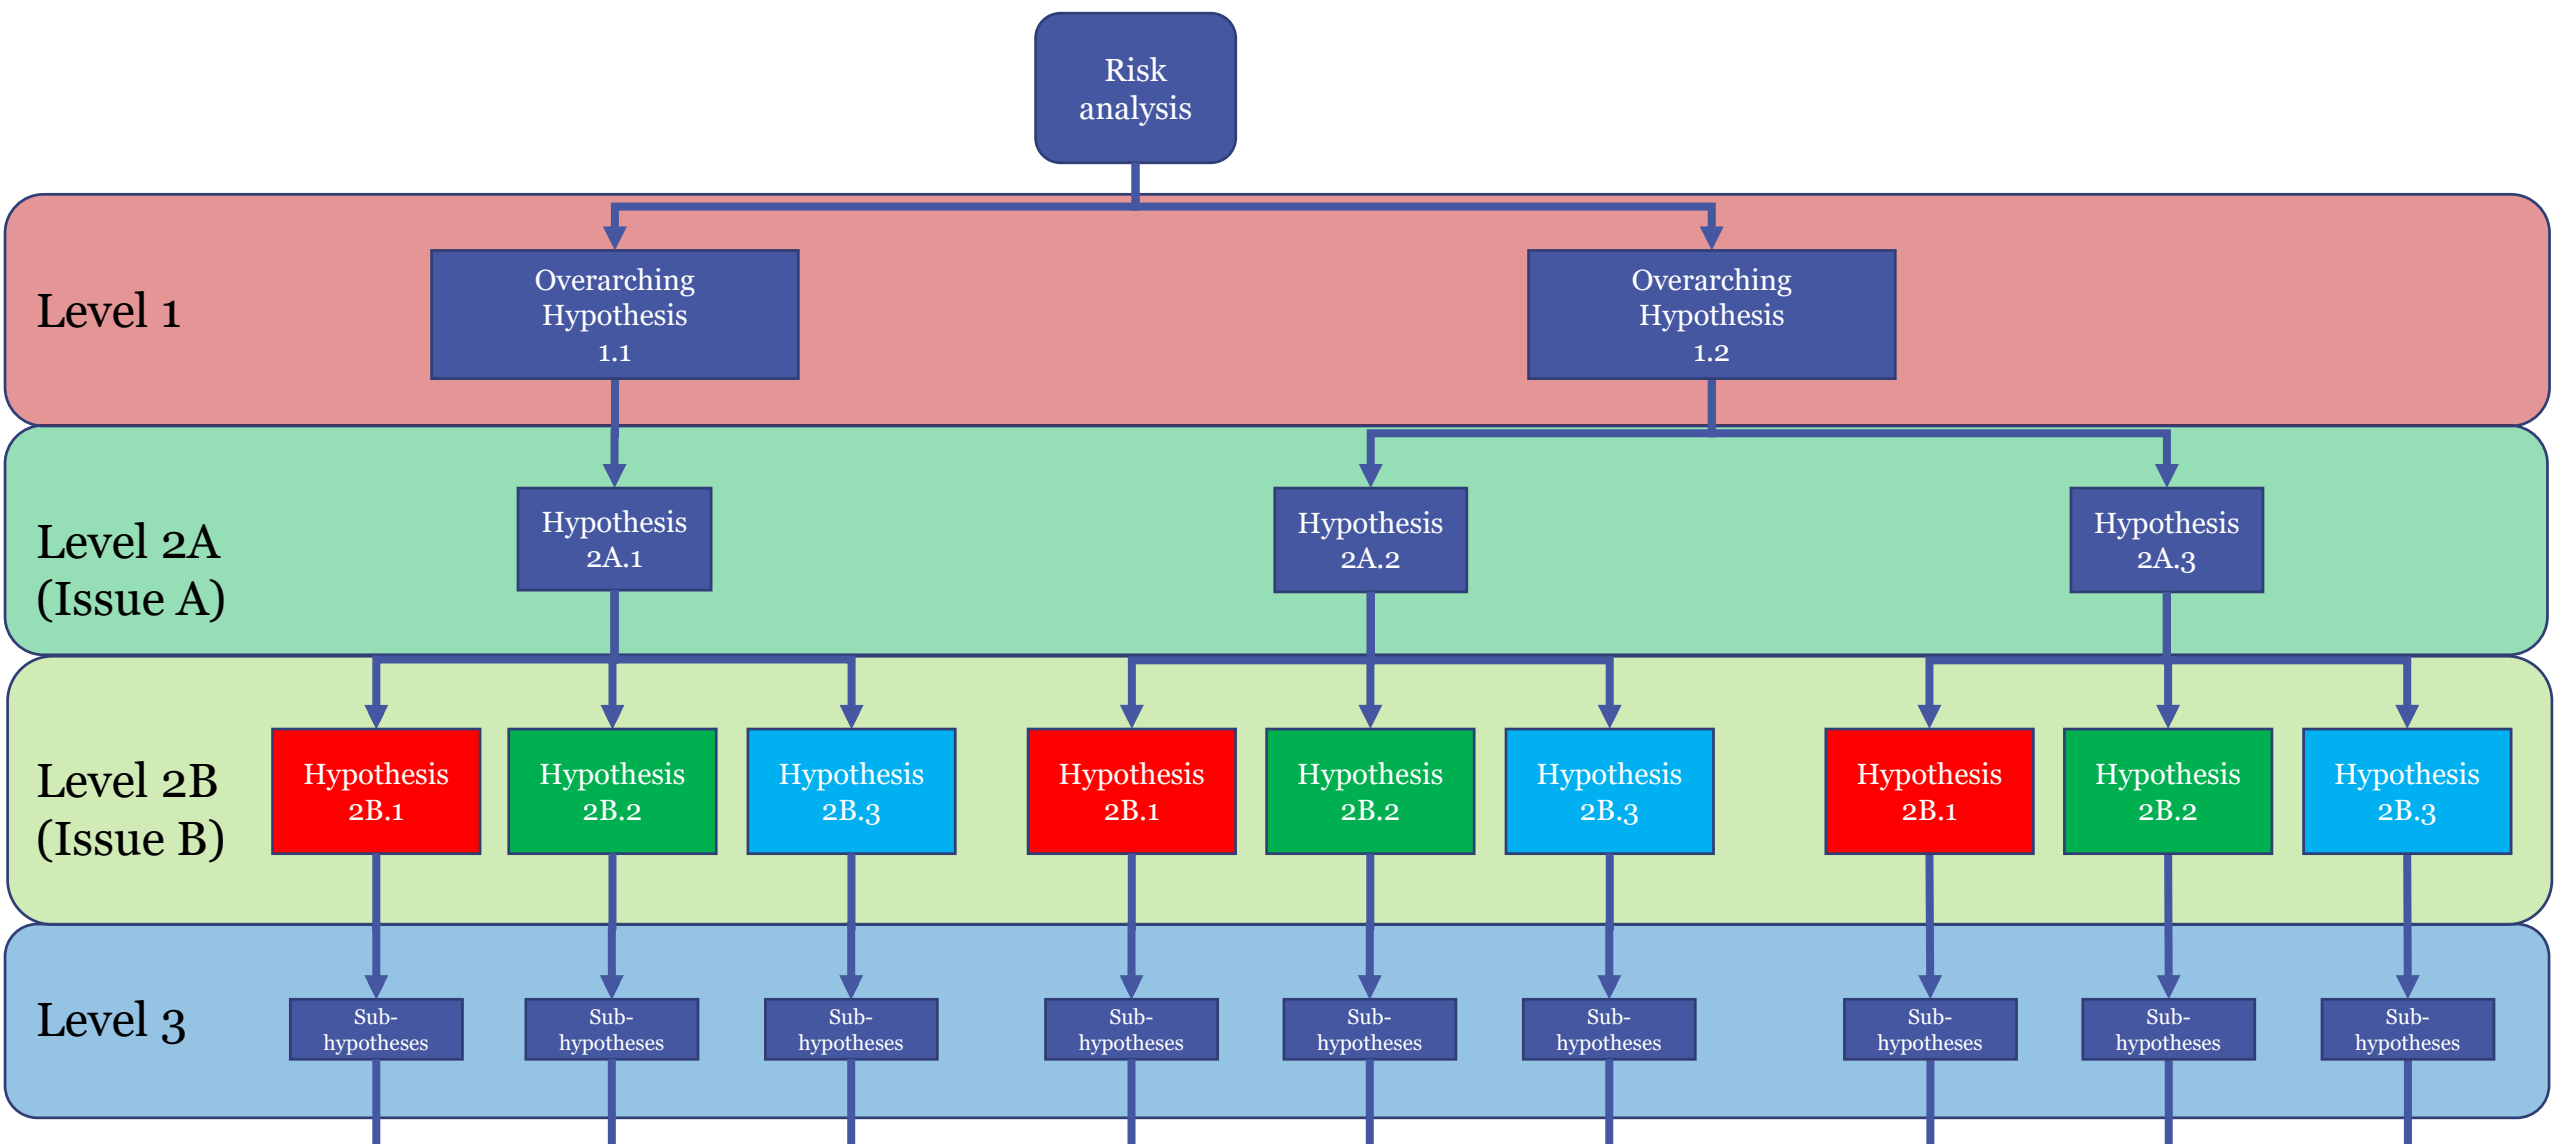 Risk
analysis
Level 1
Overarching
Hypothesis
1.1
Overarching
Hypothesis
1.2
Level 2A
(Issue A)
Hypothesis
2A.1
Hypothesis
2A.2
Hypothesis
2A.3
Level 2B
(Issue B)
Hypothesis
2B.1
Hypothesis
2B.2
Hypothesis
2B.3
Hypothesis
2B.1
Hypothesis
2B.2
Hypothesis
2B.3
Hypothesis
2B.1
Hypothesis
2B.2
Hypothesis
2B.3
Level 3
Sub-
hypotheses
Sub-
hypotheses
Sub-
hypotheses
Sub-
hypotheses
Sub-
hypotheses
Sub-
hypotheses
Sub-
hypotheses
Sub-
hypotheses
Sub-
hypotheses